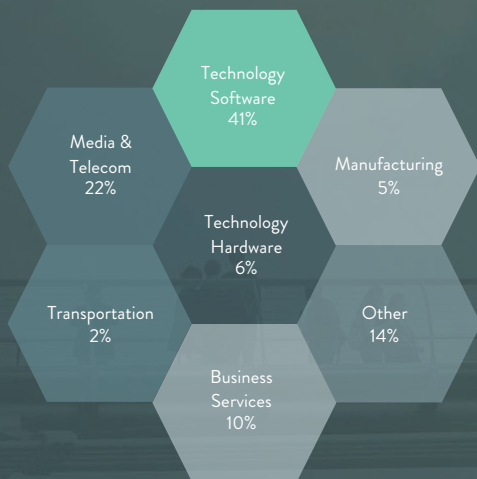 Technology
Software
41%
Media &
Telecom
22%
Manufacturing
5%
Technology
Hardware
6%
Transportation
2%
Other
14%
Business
Services
10%